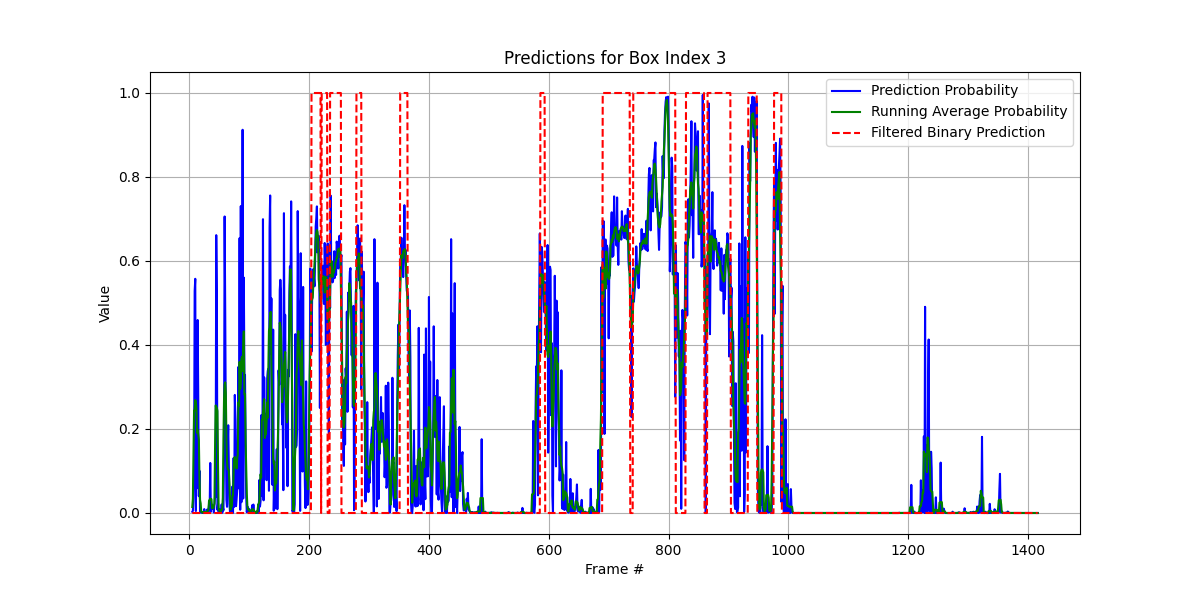 Predictions for Box Index 3
Prediction Probability
Running Average Probability
Filtered Binary Prediction
Value
1.0
0.8
0.6
0.4
0.2
0.0
0 200 400 600 800 1000 1200 1400
Frame #